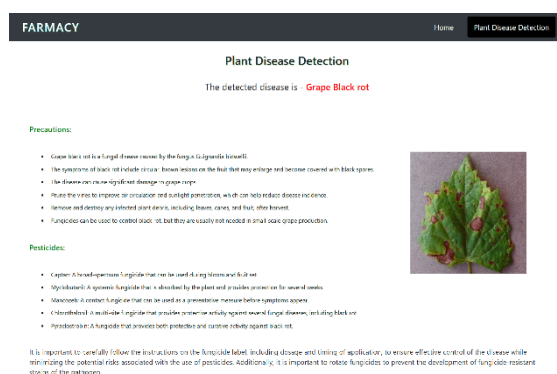 FARMACY
Home
Plant Disease Detection
Plant Disease Detection
The detected disease is - Grape Black rot
Precautions:
Grape black rot is a fungal disease caused by the fungus Guignardia bidwellii.
The symptoms of black rot include circular, brown lesions on the fruit that may enlarge and become covered with black spores.
The disease can cause significant damage to grape crops.
Prune the vines to improve air circulation and sunlight penetration, which can help reduce disease incidence.
Remove and destroy any infected plant debris, including leaves, canes, and fruit, after harvest.
Fungicides can be used to control black rot, but they are usually not needed in small scale grape production.
Pesticides:
Captan: A broad-spectrum fungicide that can be used during bloom and fruit set.
Myclobutanil: A systemic fungicide that is absorbed by the plant and provides protection for several weeks.
Mancozeb: A contact fungicide that can be used as a preventative measure before symptoms appear.
Chlorothalonil: A multi-site fungicide that provides protective activity against several fungal diseases, including black rot.
Pyraclostrobin: A fungicide that provides both protective and curative activity against black rot.
It is important to carefully follow the instructions on the fungicide label, including dosage and timing of application, to ensure effective control of the disease while
minimizing the potential risks associated with the use of pesticides. Additionally, it is important to rotate fungicides to prevent the development of fungicide-resistant
strains of the pathogen.